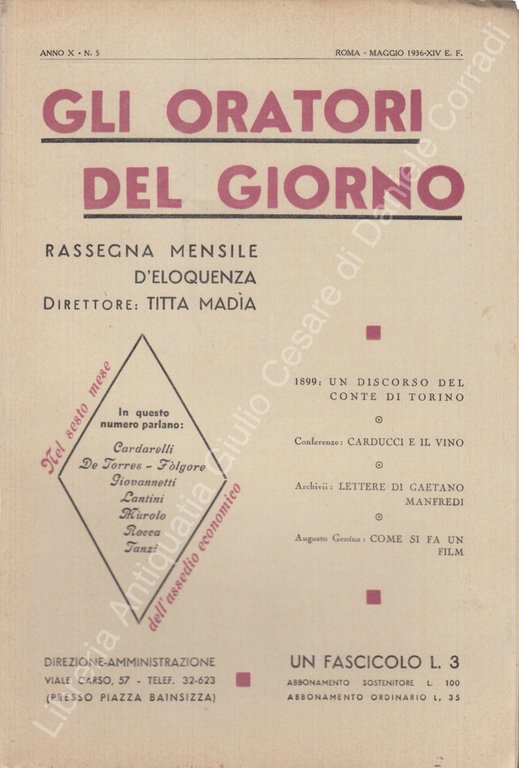 ANNO X - N. 5
ROMA - MAGGIO 1936-XIV E. F.
GLI ORATORI
DEL GIORNO
RASSEGNA MENSILE
D'ELOQUENZA
DIRETTORE: TITTA MADÌA
Nel sesto mese
In questo
numero parlano:
Cardarelli
De Torres - Fòlgore
Giovannetti
Lantini
Mùrolo
Rocca
Tanzi
dell'assedio economico
1899: UN DISCORSO DEL
CONTE DI TORINO
Conferenze: CARDUCCI E IL VINO
Archivii: LETTERE DI GAETANO
MANFREDI
Augusto Genina: COME SI FA UN
FILM
DIREZIONE-AMMINISTRAZIONE
VIALE CARSO, 57 - TELEF. 32-623
(PRESSO PIAZZA BAINSIZZA)
UN FASCICOLO L. 3
ABBONAMENTO SOSTENITORE L. 100
ABBONAMENTO ORDINARIO L. 35
Libreria Antiquaria Giulio Cesare di Daniele Corradi